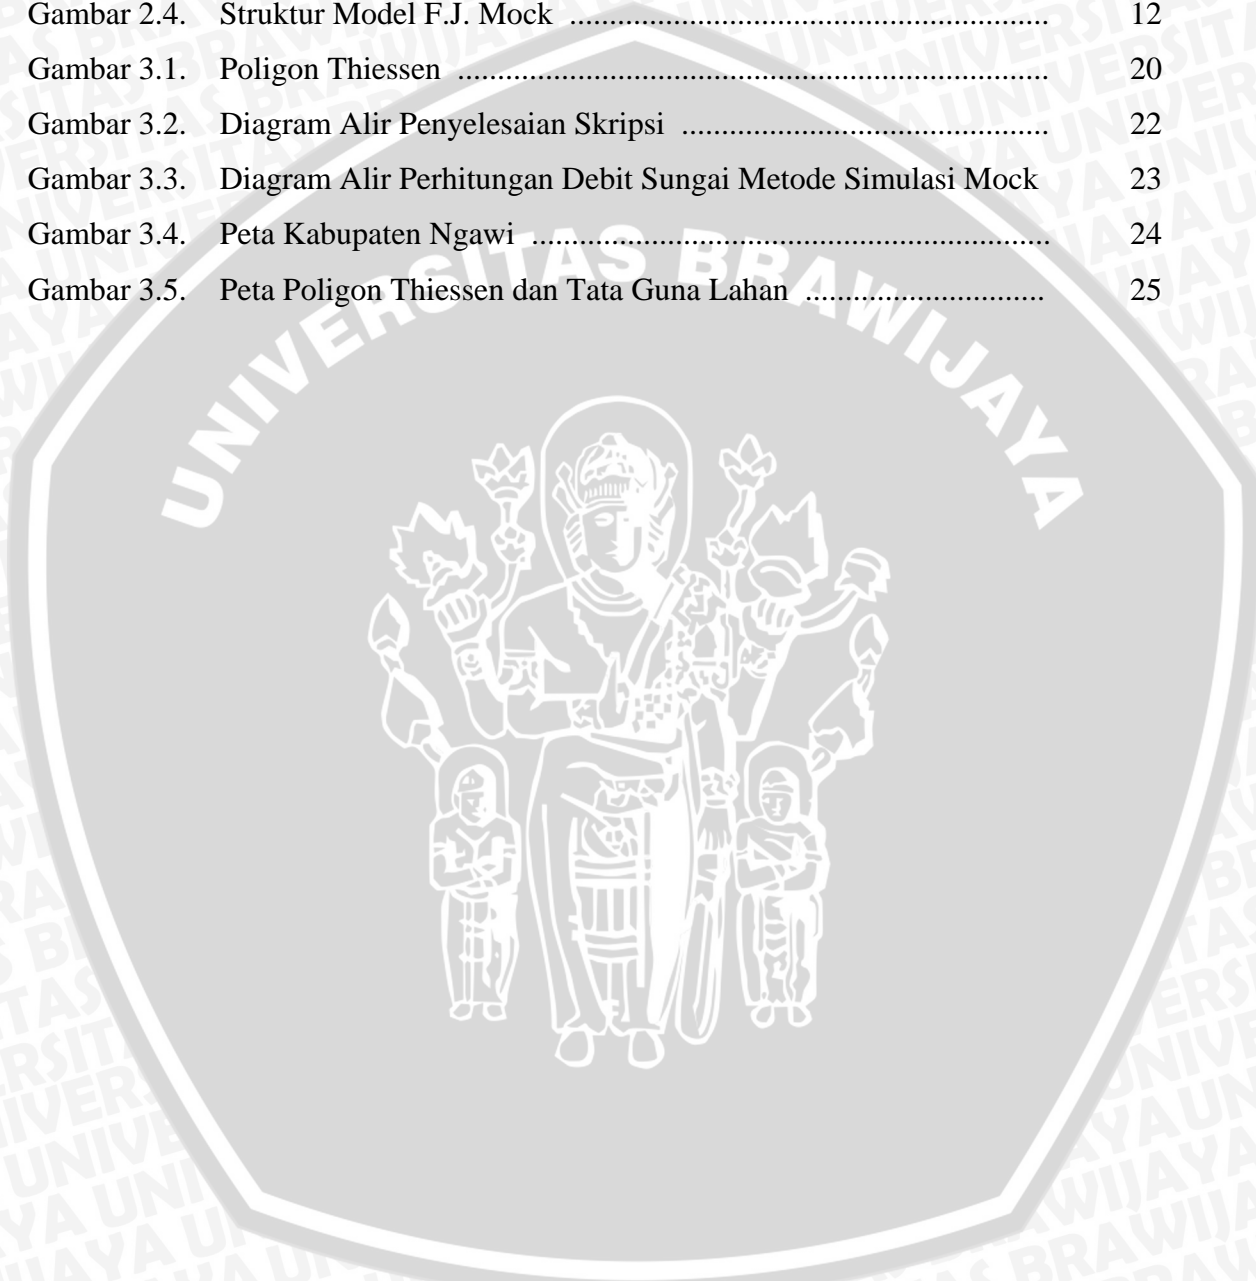 Gambar 2.4. Struktur Model F.J. Mock .................................................. 12
Gambar 3.1. Poligon Thiessen .............................................................. 20
Gambar 3.2. Diagram Alir Penyelesaian Skripsi ...................................... 22
Gambar 3.3. Diagram Alir Perhitungan Debit Sungai Metode Simulasi Mock 23
Gambar 3.4. Peta Kabupaten Ngawi ...................................................... 24
Gambar 3.5. Peta Poligon Thiessen dan Tata Guna Lahan ......................... 25
UNIVERSITAS BRAWIJAYA